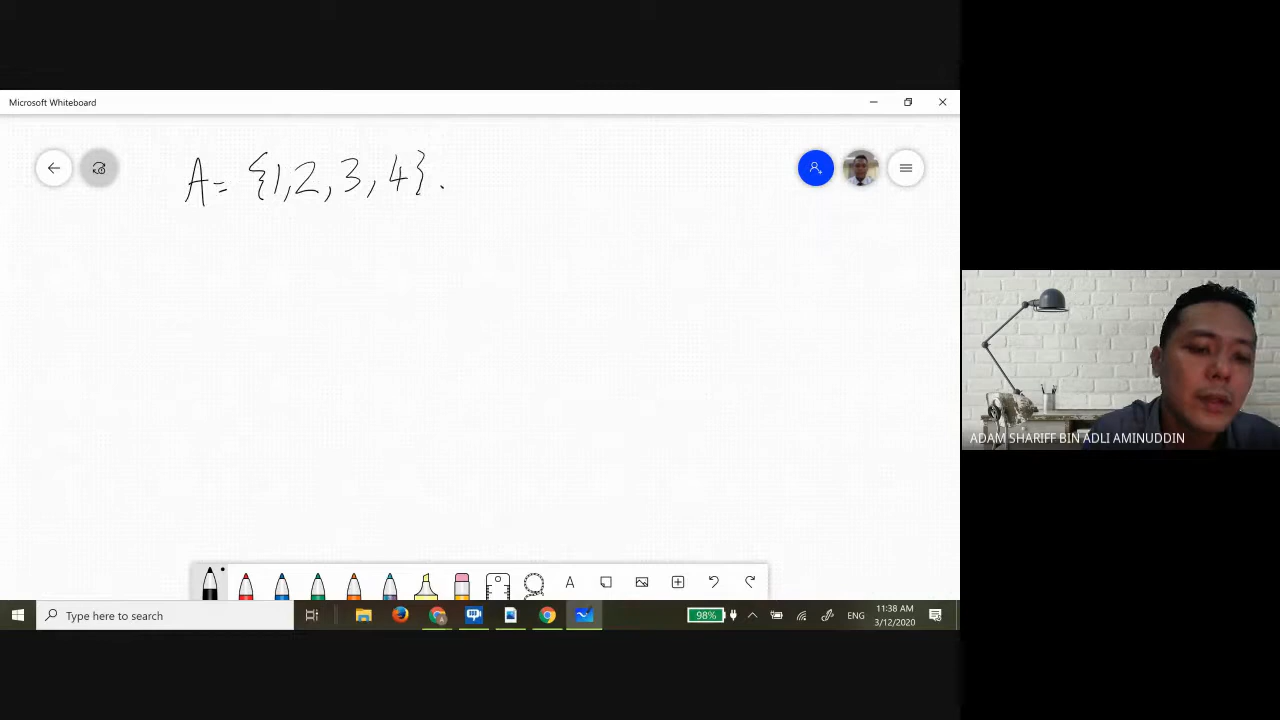 Microsoft Whiteboard
A = {1, 2, 3, 4}.
ADAM SHARIFF BIN ADLI AMINUDDIN
A
Type here to search
98%
ENG
11:38 AM
3/12/2020